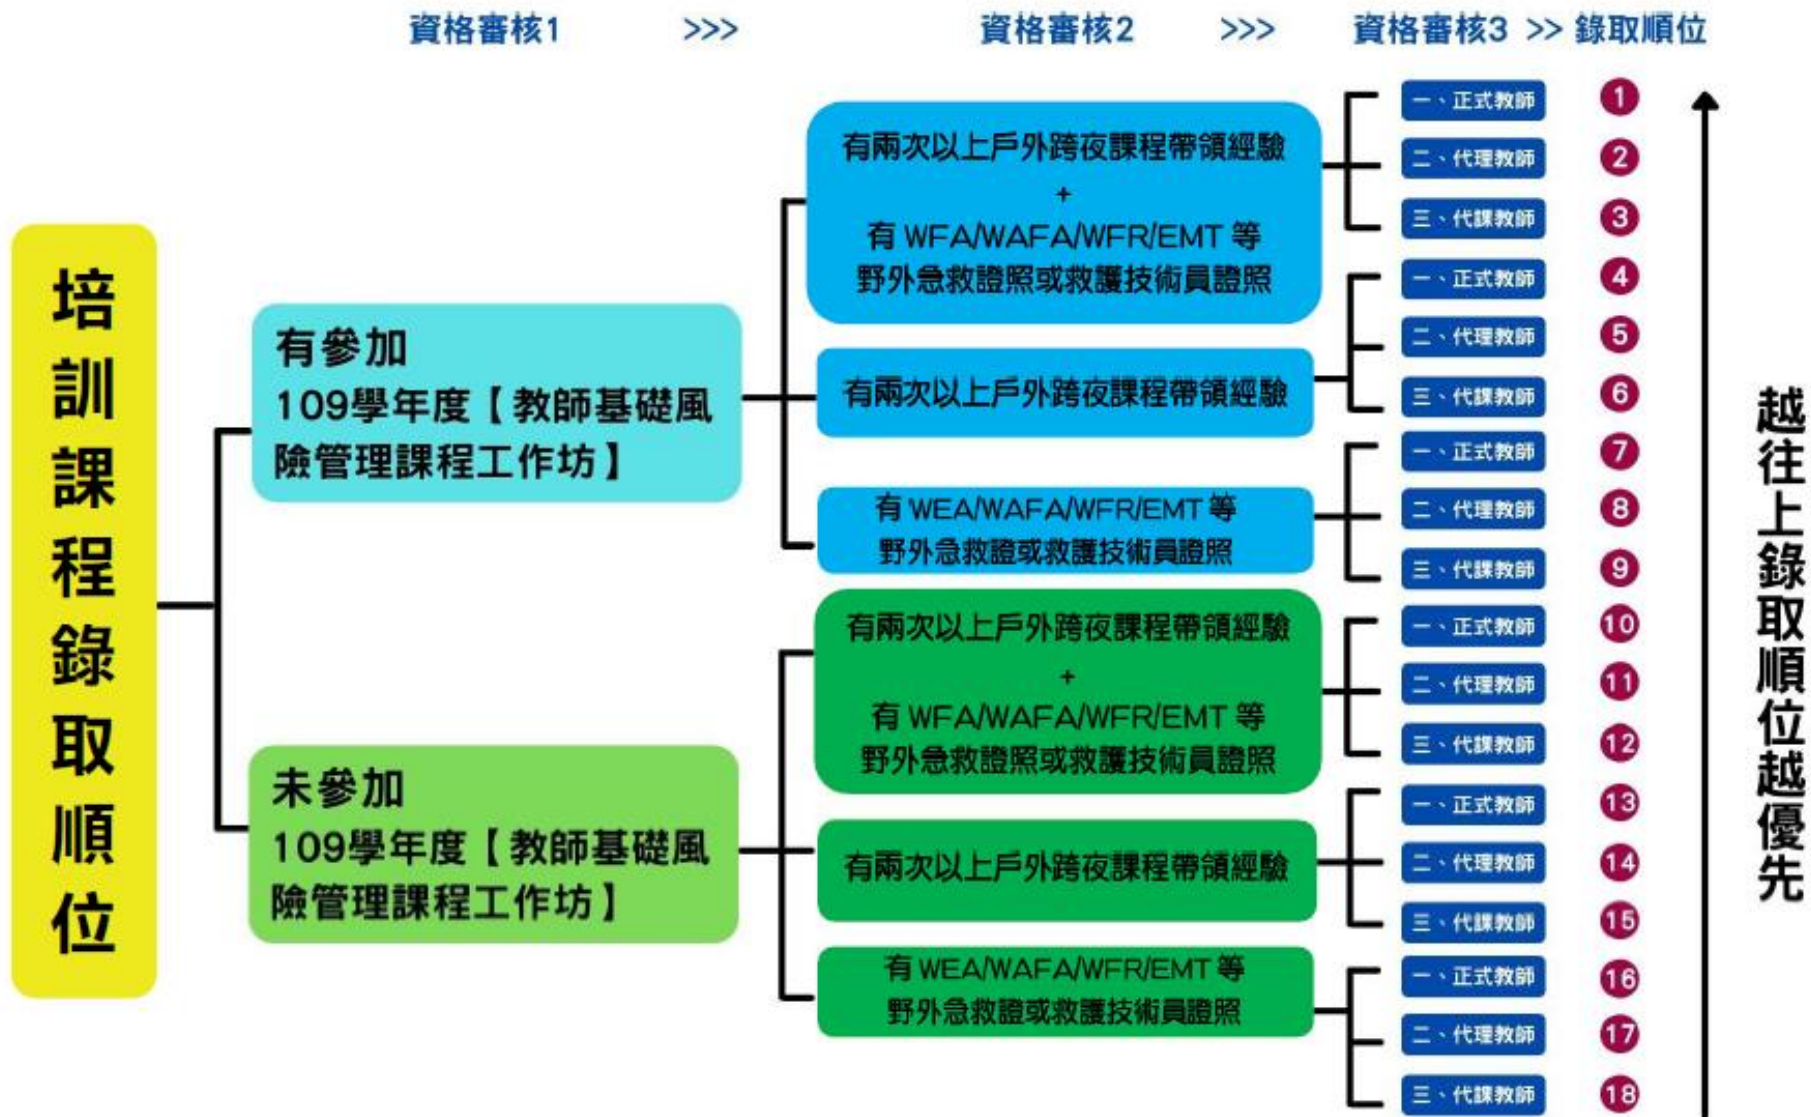 資格審核1 >>> 資格審核2 >>> 資格審核3 >> 錄取順位
培訓課程錄取順位
有參加
109學年度【教師基礎風
險管理課程工作坊】
有兩次以上戶外跨夜課程帶領經驗
+
有 WFA/WAFA/WFR/EMT 等
野外急救證照或救護技術員證照
一、正式教師 1
二、代理教師 2
三、代課教師 3
有兩次以上戶外跨夜課程帶領經驗
一、正式教師 4
二、代理教師 5
三、代課教師 6
有 WEA/WAFA/WFR/EMT 等
野外急救證或救護技術員證照
一、正式教師 7
二、代理教師 8
三、代課教師 9
未參加
109學年度【教師基礎風
險管理課程工作坊】
有兩次以上戶外跨夜課程帶領經驗
+
有 WFA/WAFA/WFR/EMT 等
野外急救證照或救護技術員證照
一、正式教師 10
二、代理教師 11
三、代課教師 12
有兩次以上戶外跨夜課程帶領經驗
一、正式教師 13
二、代理教師 14
三、代課教師 15
有 WEA/WAFA/WFR/EMT 等
野外急救證或救護技術員證照
一、正式教師 16
二、代理教師 17
三、代課教師 18
越往上錄取順位越優先